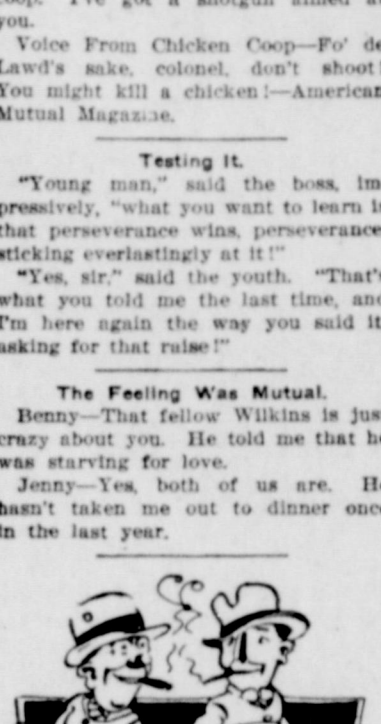 you.
Voice From Chicken Coop—Fo' de
Lawd's sake, colonel, don't shoot!
You might kill a chicken!—American
Mutual Magazine.
Testing It.
"Young man," said the boss, im
pressively, "what you want to learn i
that perseverance wins, perseverance
sticking everlastingly at it!"
"Yes, sir," said the youth. "That's
what you told me the last time, and
I'm here again the way you said it
asking for that raise!"
The Feeling Was Mutual.
Benny—That fellow Wilkins is jus
crazy about you. He told me that he
was starving for love.
Jenny—Yes, both of us are. He
hasn't taken me out to dinner once
in the last year.